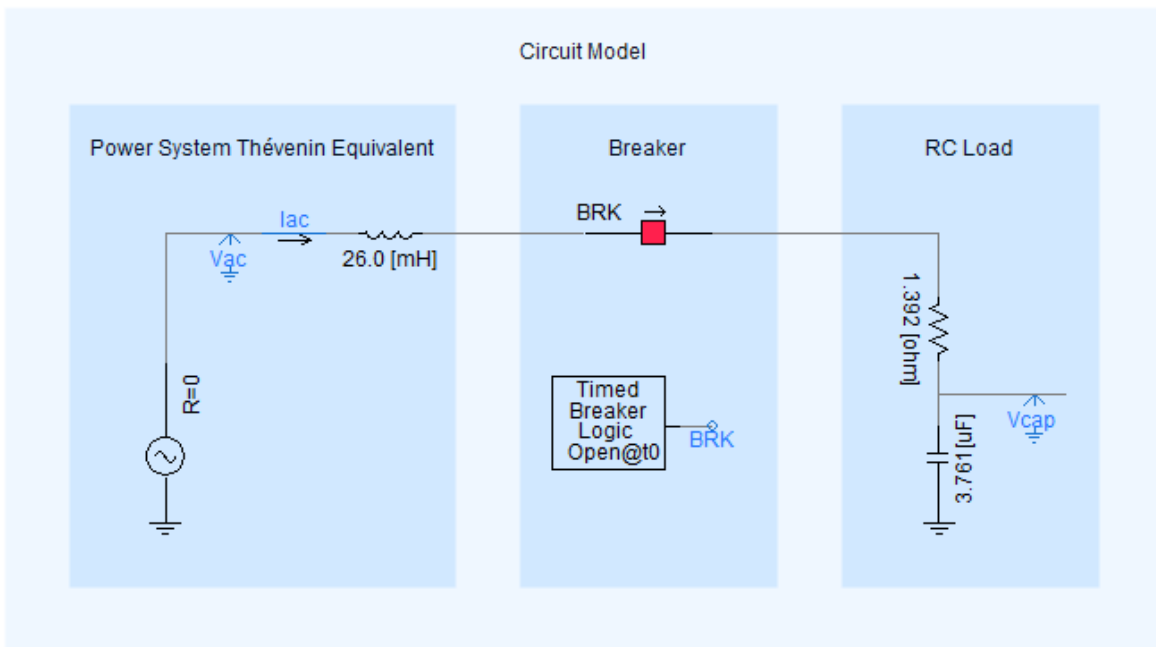 Circuit Model
Power System Thévenin Equivalent
Breaker
RC Load
Iac
Vac
26.0 [mH]
R=0
BRK
Timed
Breaker
Logic
Open@t0
BRK
1.392 [ohm]
Vcap
3.761[uF]